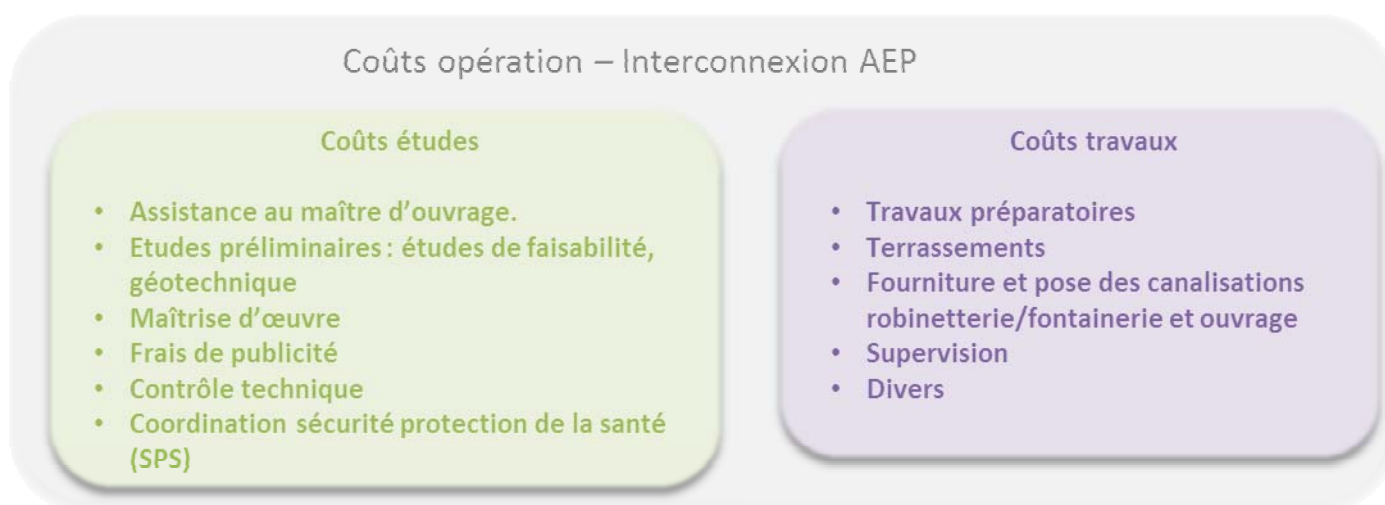 Coûts opération – Interconnexion AEP
Coûts études
• Assistance au maître d’ouvrage.
• Etudes préliminaires : études de faisabilité,
géotechnique
• Maîtrise d’œuvre
• Frais de publicité
• Contrôle technique
• Coordination sécurité protection de la santé
(SPS)
Coûts travaux
• Travaux préparatoires
• Terrassements
• Fourniture et pose des canalisations
robinetterie/fontainerie et ouvrage
• Supervision
• Divers